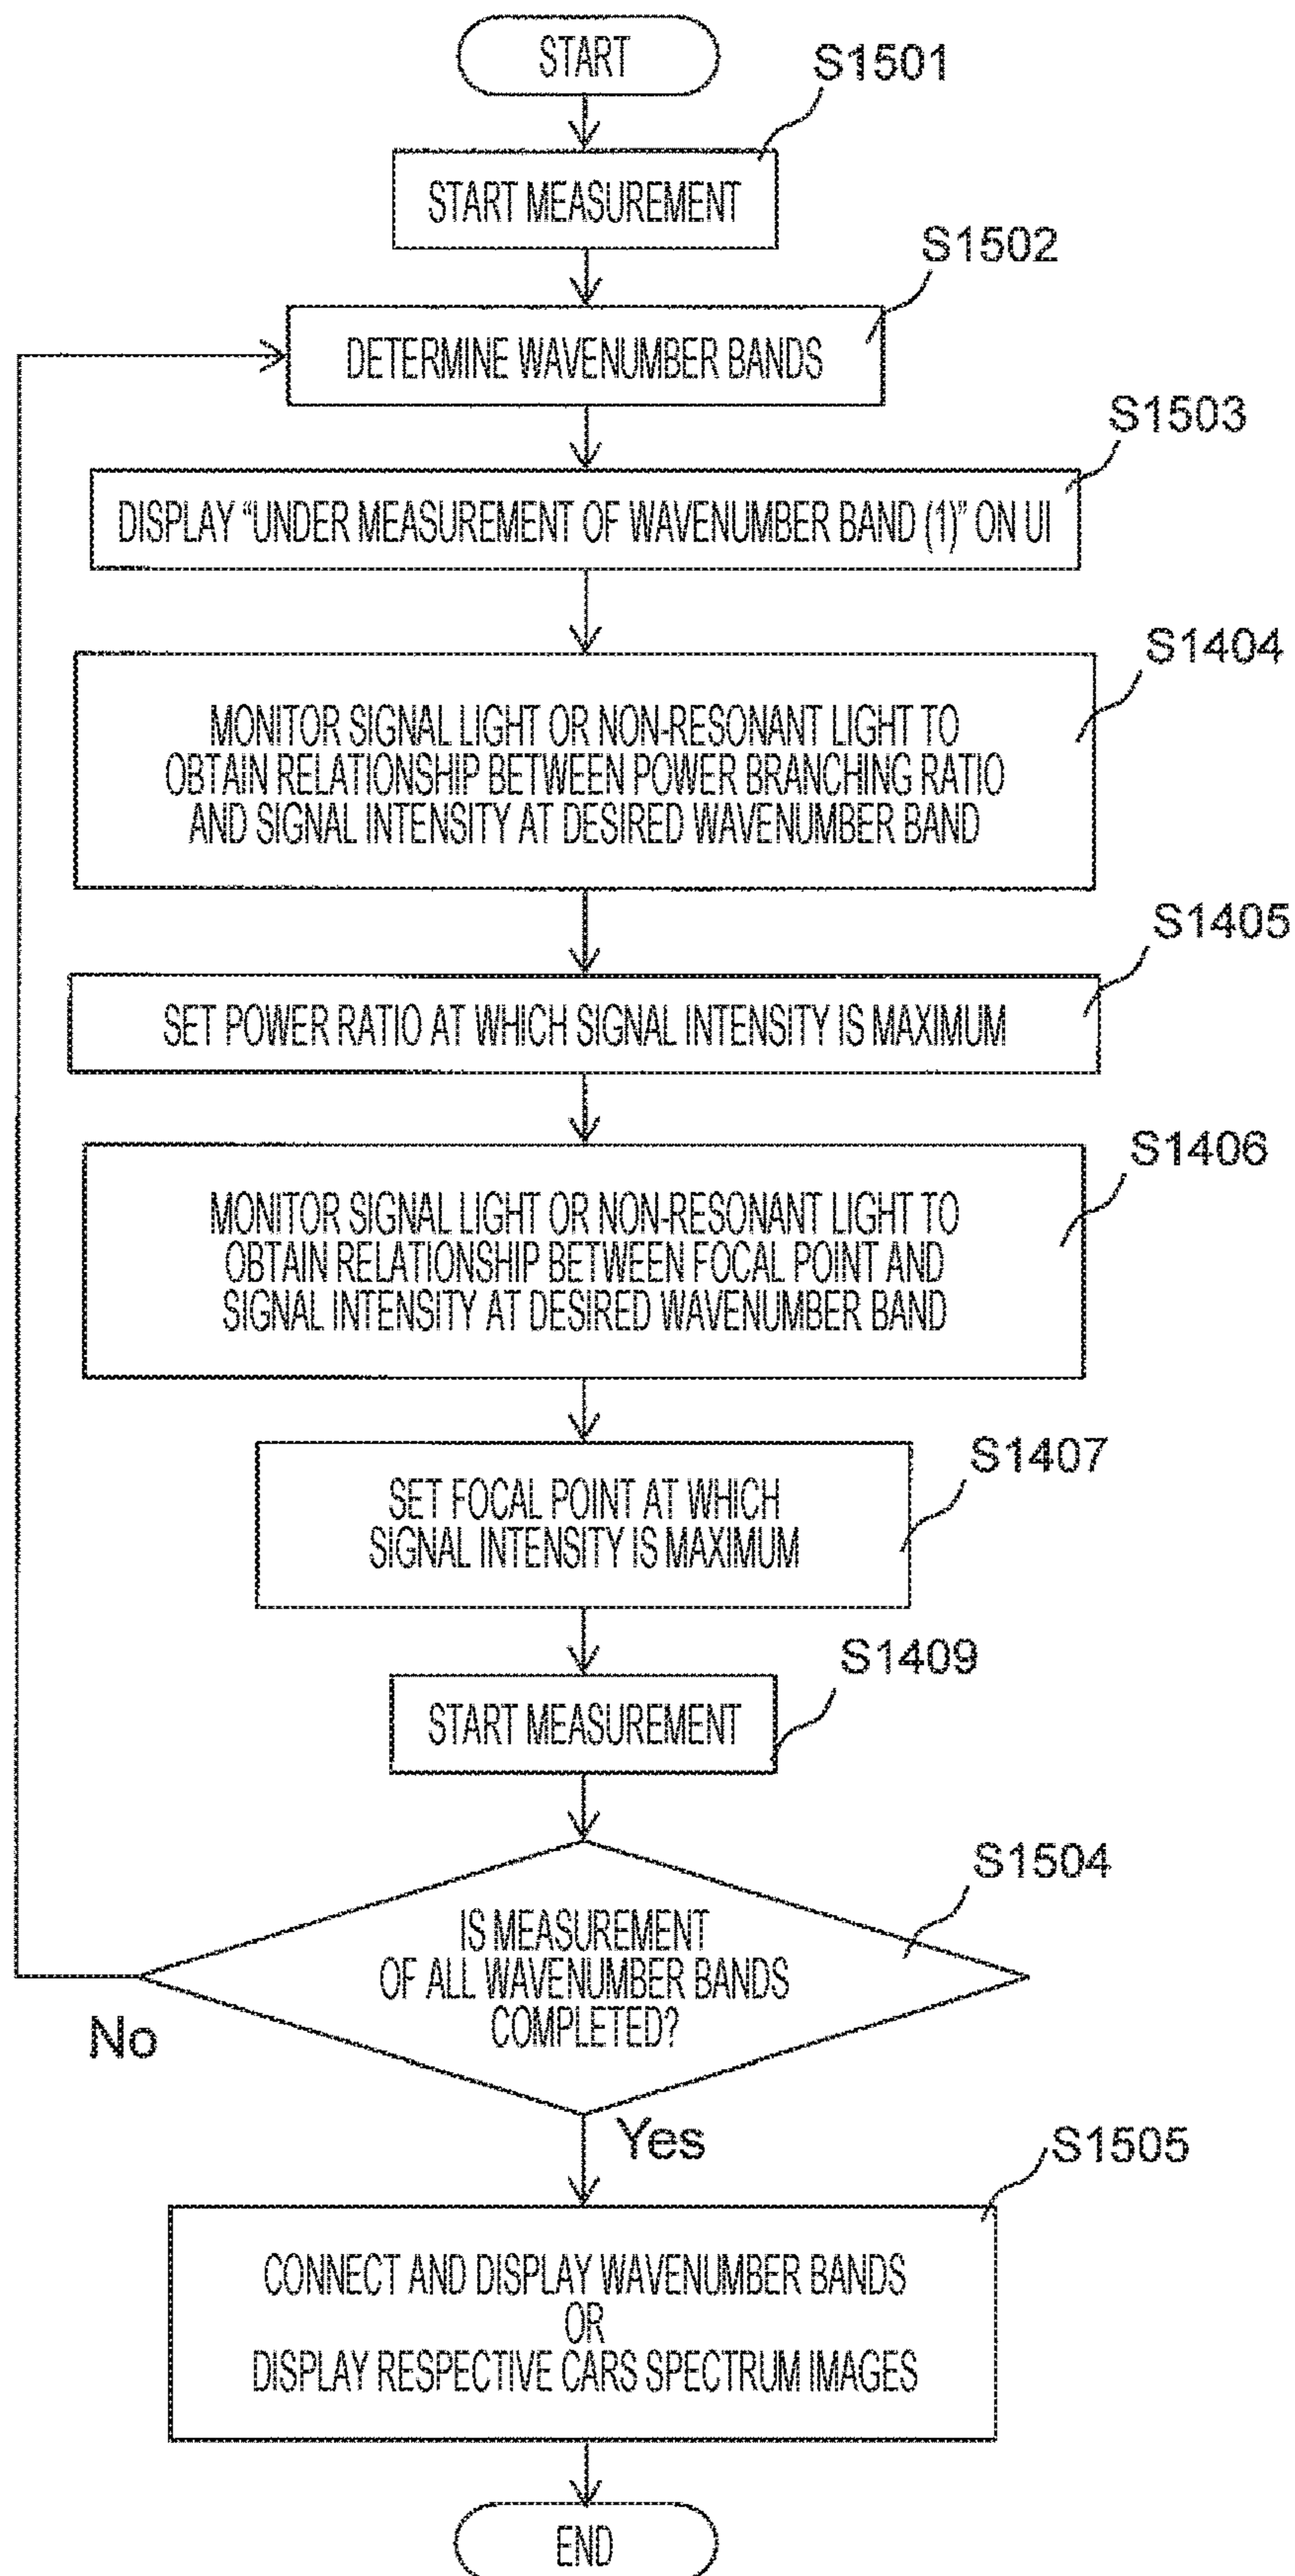 START
S1501
START MEASUREMENT
S1502
DETERMINE WAVENUMBER BANDS
S1503
DISPLAY “UNDER MEASUREMENT OF WAVENUMBER BAND (1)” ON UI
S1404
MONITOR SIGNAL LIGHT OR NON-RESONANT LIGHT TO
OBTAIN RELATIONSHIP BETWEEN POWER BRANCHING RATIO
AND SIGNAL INTENSITY AT DESIRED WAVENUMBER BAND
S1405
SET POWER RATIO AT WHICH SIGNAL INTENSITY IS MAXIMUM
S1406
MONITOR SIGNAL LIGHT OR NON-RESONANT LIGHT TO
OBTAIN RELATIONSHIP BETWEEN FOCAL POINT AND
SIGNAL INTENSITY AT DESIRED WAVENUMBER BAND
S1407
SET FOCAL POINT AT WHICH
SIGNAL INTENSITY IS MAXIMUM
S1409
START MEASUREMENT
S1504
IS MEASUREMENT
OF ALL WAVENUMBER BANDS
COMPLETED?
No
Yes
S1505
CONNECT AND DISPLAY WAVENUMBER BANDS
OR
DISPLAY RESPECTIVE CARS SPECTRUM IMAGES
END